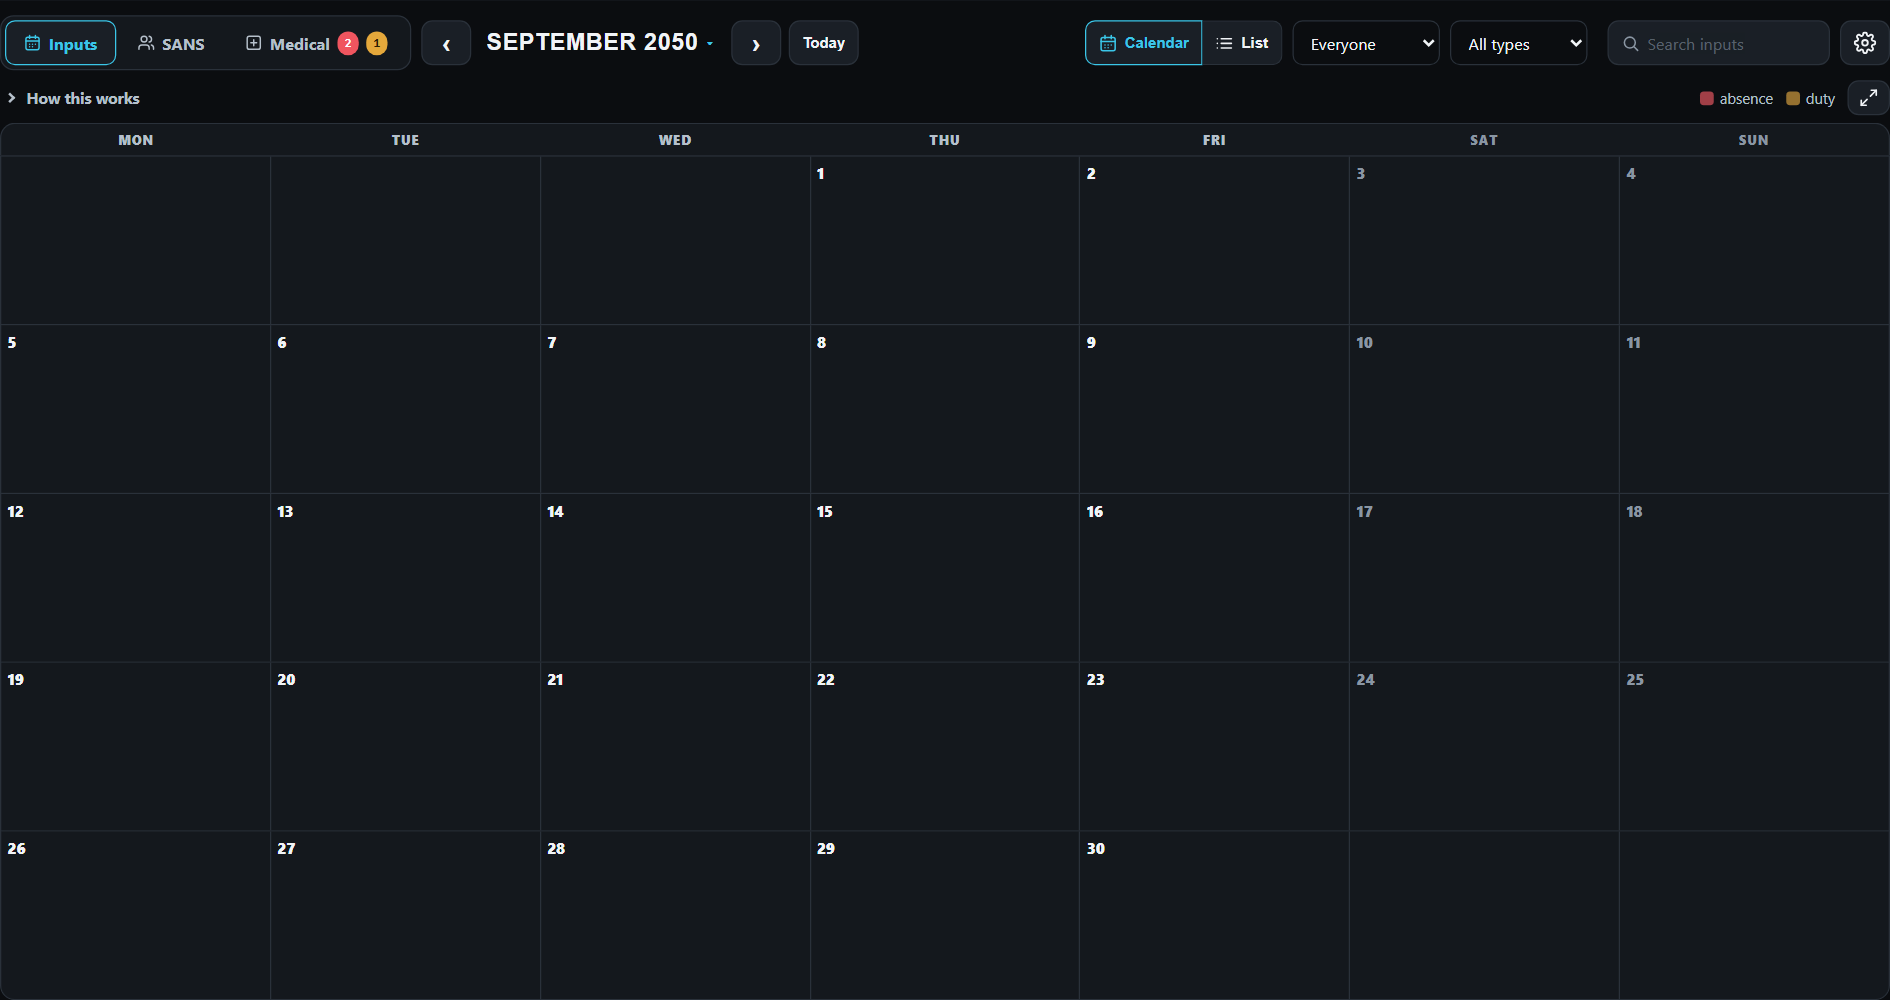 Inputs SANS Medical 2 1 ‹ SEPTEMBER 2050 › Today Calendar List Everyone All types Search inputs
How this works absence duty
MON TUE WED THU FRI SAT SUN
1 2 3 4
5 6 7 8 9 10 11
12 13 14 15 16 17 18
19 20 21 22 23 24 25
26 27 28 29 30